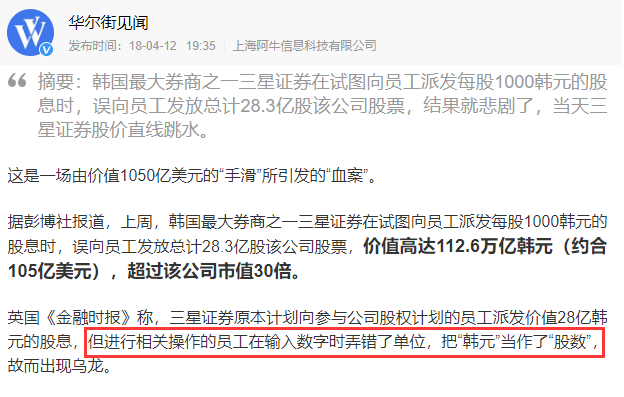 华尔街见闻
发布时间：18-04-12 19:35 | 上海阿牛信息科技有限公司
摘要：韩国最大券商之一三星证券在试图向员工派发每股1000韩元的股
息时，误向员工发放总计28.3亿股该公司股票，结果就悲剧了，当天三
星证券股价直线跳水。
这是一场由价值1050亿美元的“手滑”所引发的“血案”。
据彭博社报道，上周，韩国最大券商之一三星证券在试图向员工派发每股1000韩元的
股息时，误向员工发放总计28.3亿股该公司股票，价值高达112.6万亿韩元（约合
105亿美元），超过该公司市值30倍。
英国《金融时报》称，三星证券原本计划向参与公司股权计划的员工派发价值28亿韩
元的股息，但进行相关操作的员工在输入数字时弄错了单位，把“韩元”当作了“股数”，
故而出现乌龙。